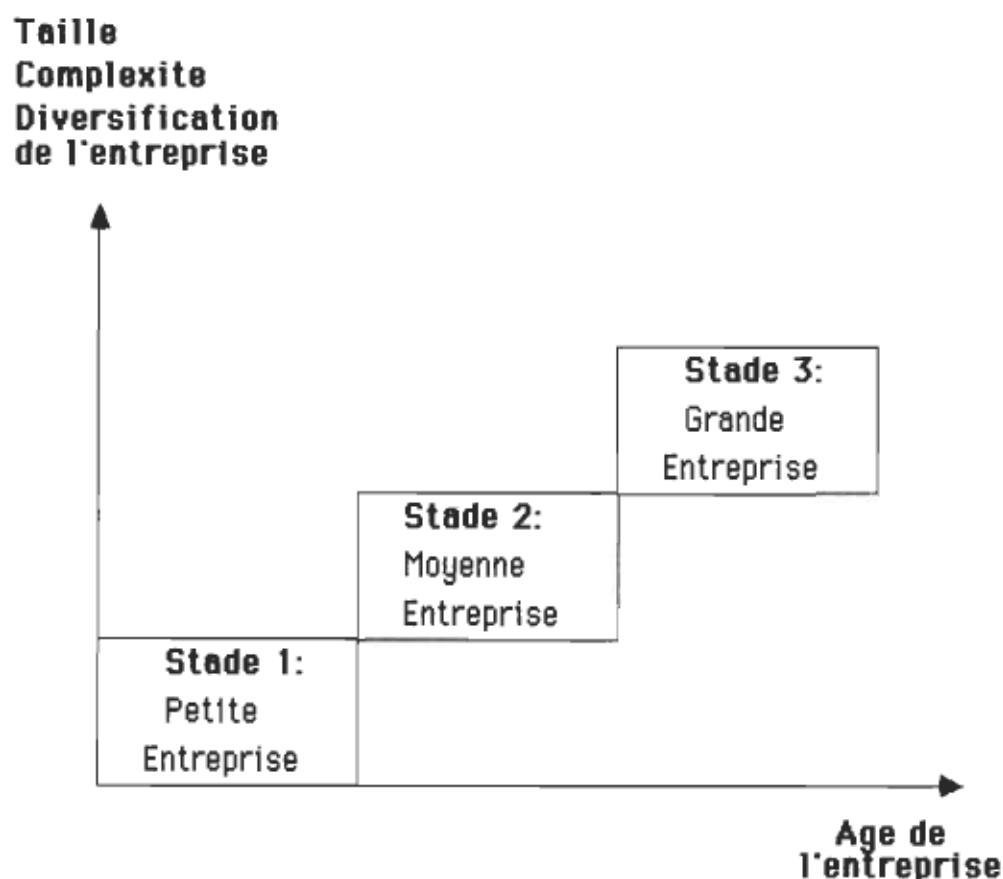 Taille
Complexite
Diversification
de l'entreprise
Stade 3:
Grande
Entreprise
Stade 2:
Moyenne
Entreprise
Stade 1:
Petite
Entreprise
Age de
l'entreprise